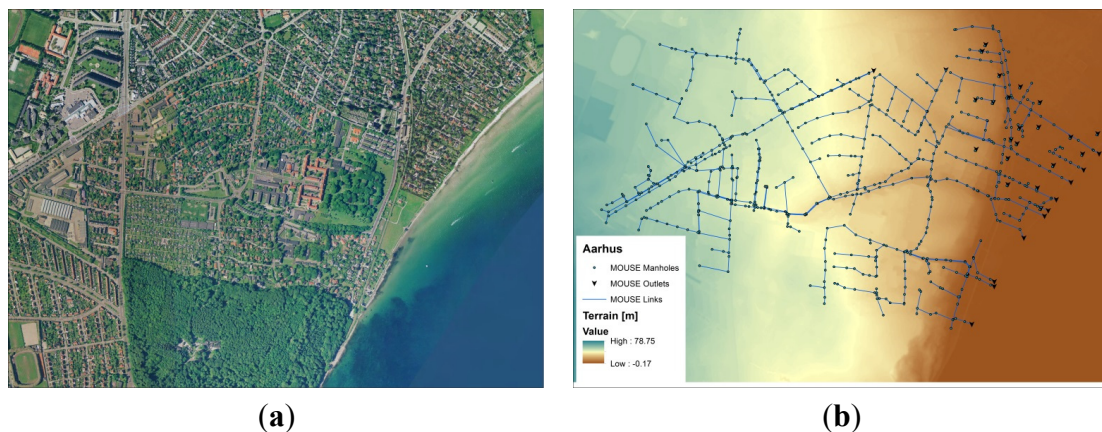 Aarhus
MOUSE Manholes
MOUSE Outlets
MOUSE Links
Terrain [m]
Value
High : 78.75
Low : -0.17
(a)
(b)